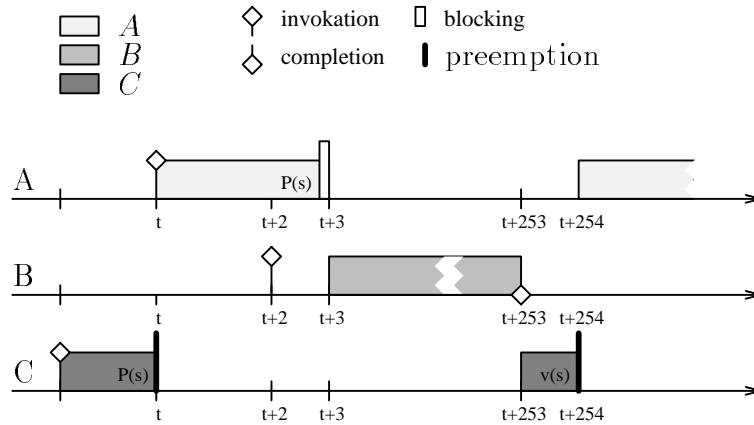 A invokation blocking
B completion preemption
C
A P(s)
t t+2 t+3 t+253 t+254
B
t t+2 t+3 t+253 t+254
C P(s) v(s)
t t+2 t+3 t+253 t+254